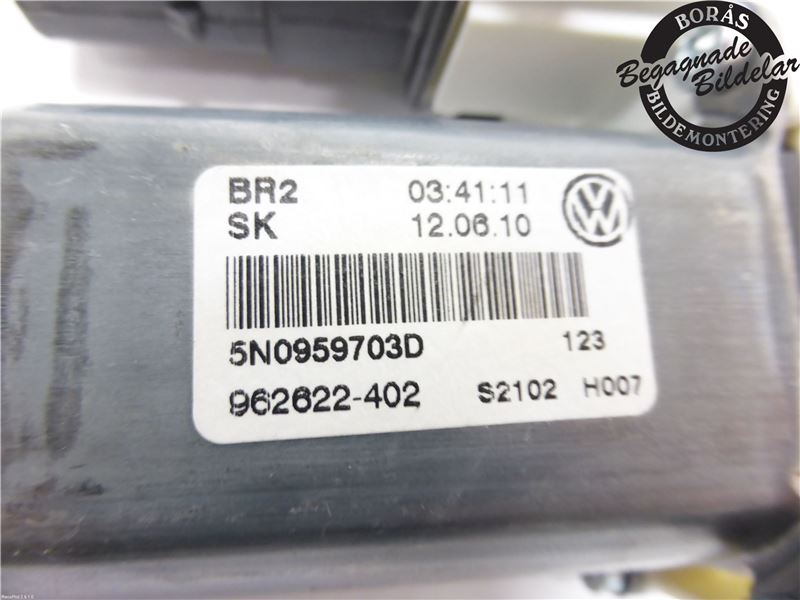 BORÅS
Begagnade
Bildelar
BILDEMONTERING
BR2 03:41:11
SK 12.06.10
5N0959703D 123
962622-402 S2102 H007